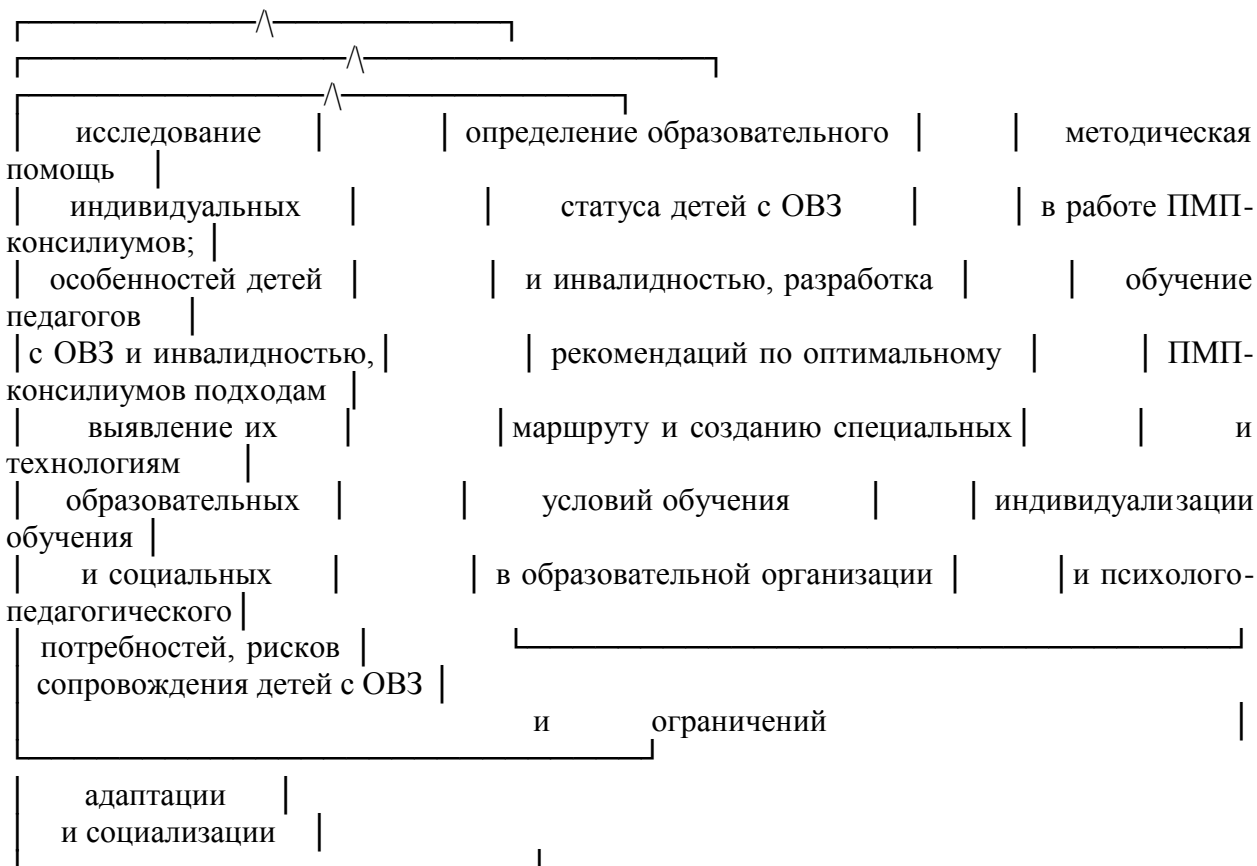 исследование определение образовательного методическая
помощь
индивидуальных статуса детей с ОВЗ в работе ПМП-
консилиумов;
особенностей детей и инвалидностью, разработка обучение
педагогов
с ОВЗ и инвалидностью, рекомендаций по оптимальному ПМП-
консилиумов подходам
выявление их маршруту и созданию специальных и
технологиям
образовательных условий обучения индивидуализации
обучения
и социальных в образовательной организации и психолого-
педагогического
потребностей, рисков
сопровождения детей с ОВЗ
и ограничений
адаптации
и социализации